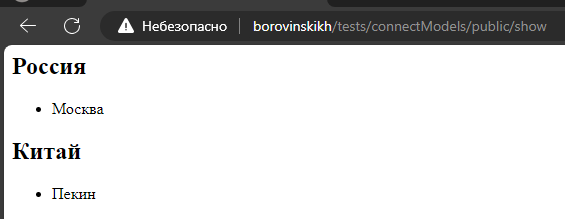 Небезопасно borovinskikh/tests/connectModels/public/show
Россия
Москва
Китай
Пекин